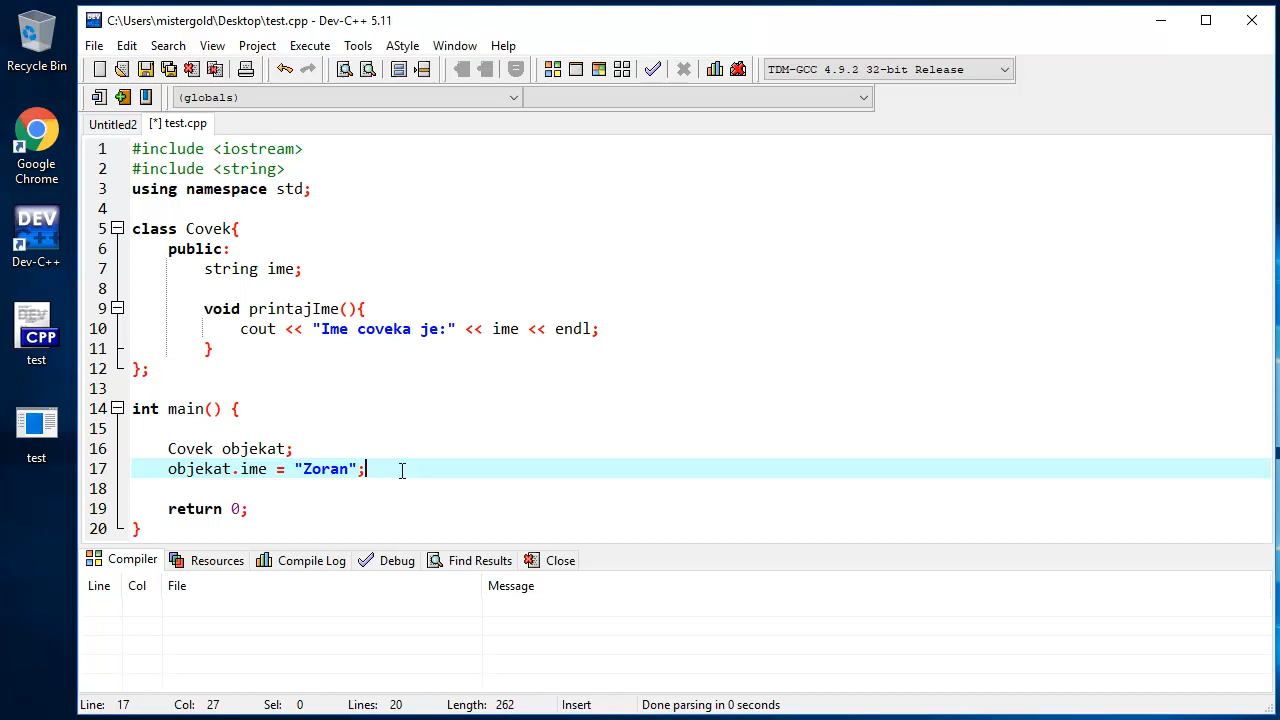 C:\Users\mistergold\Desktop\test.cpp - Dev-C++ 5.11
File Edit Search View Project Execute Tools AStyle Window Help
TDM-GCC 4.9.2 32-bit Release
(globals)
Untitled2 [*] test.cpp
1 #include <iostream>
2 #include <string>
3 using namespace std;
4
5 class Covek{
6 public:
7 string ime;
8
9 void printajIme(){
10 cout << "Ime coveka je:" << ime << endl;
11 }
12 };
13
14 int main() {
15
16 Covek objekat;
17 objekat.ime = "Zoran";
18
19 return 0;
20 }
Compiler Resources Compile Log Debug Find Results Close
Line Col File Message
Line: 17 Col: 27 Sel: 0 Lines: 20 Length: 262 Insert Done parsing in 0 seconds
Recycle Bin
Google
Chrome
DEV
C++
Dev-C++
DEV
CPP
test
test